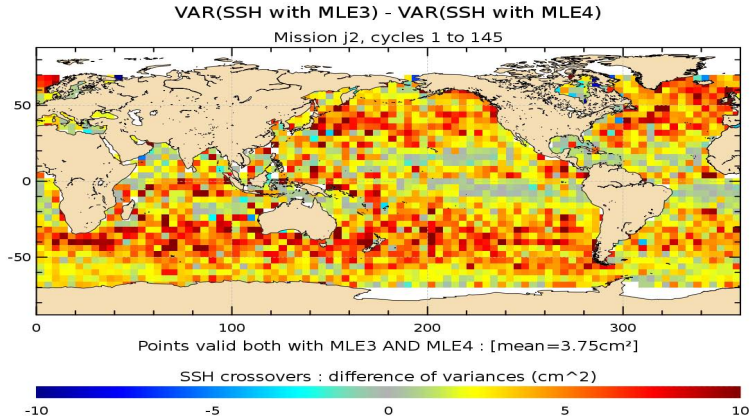 VAR(SSH with MLE3) - VAR(SSH with MLE4)
Mission j2, cycles 1 to 145
50
0
-50
0 100 200 300
Points valid both with MLE3 AND MLE4 : [mean=3.75cm²]
SSH crossovers : difference of variances (cm^2)
-10 -5 0 5 10